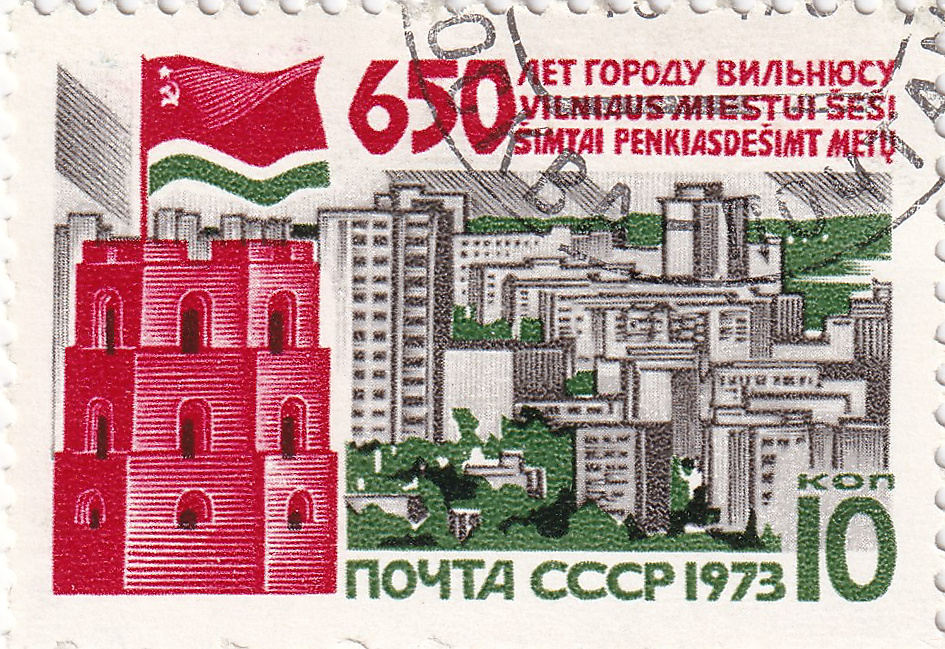 650 ЛЕТ ГОРОДУ ВИЛЬНЮСУ
VILNIAUS MIESTUI ŠEŠI
ŠIMTAI PENKIASDEŠIMT METŲ
КОП
10
ПОЧТА СССР 1973